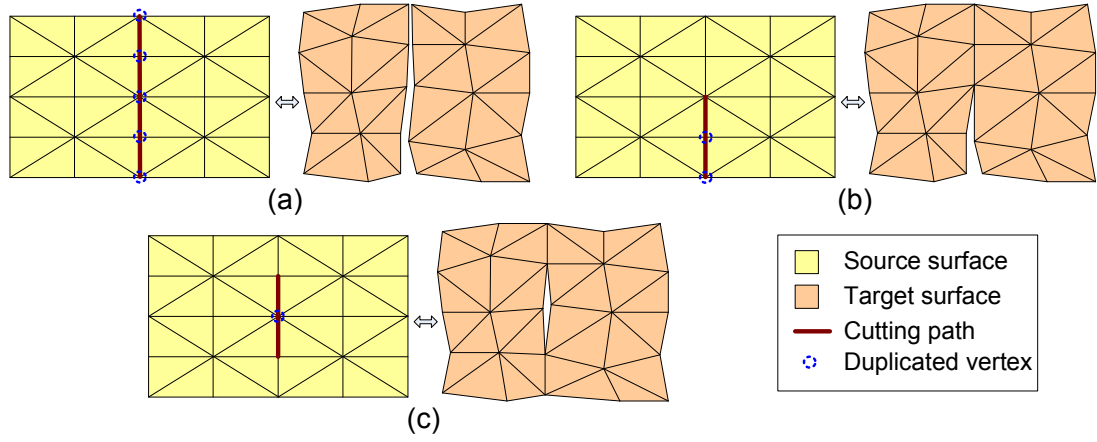 (a)
(b)
(c)
Source surface
Target surface
Cutting path
Duplicated vertex